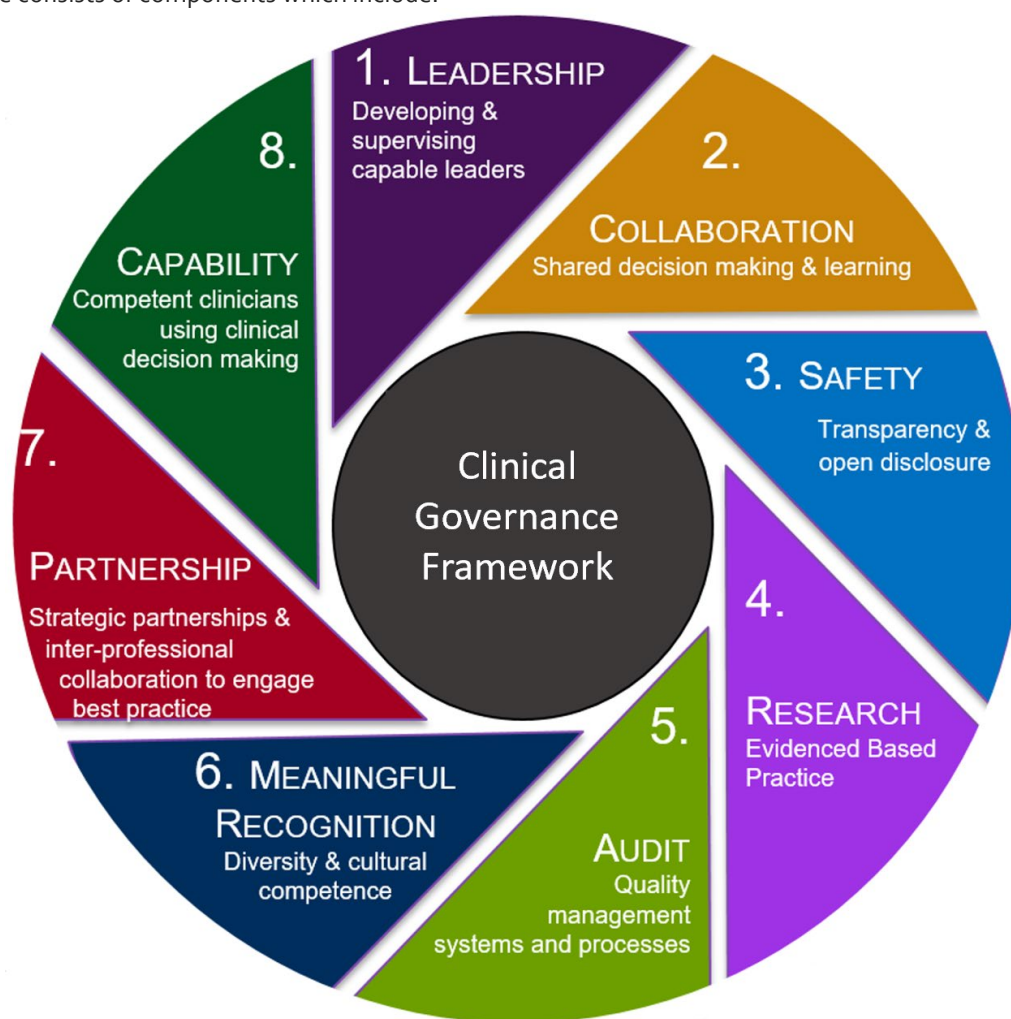 consists of components which include:
1. LEADERSHIP
Developing &
supervising
capable leaders
2.
COLLABORATION
Shared decision making & learning
3. SAFETY
Transparency &
open disclosure
4.
RESEARCH
Evidenced Based
Practice
5.
AUDIT
Quality
management
systems and processes
6. MEANINGFUL
RECOGNITION
Diversity & cultural
competence
7.
PARTNERSHIP
Strategic partnerships &
inter-professional
collaboration to engage
best practice
8.
CAPABILITY
Competent clinicians
using clinical
decision making
Clinical
Governance
Framework